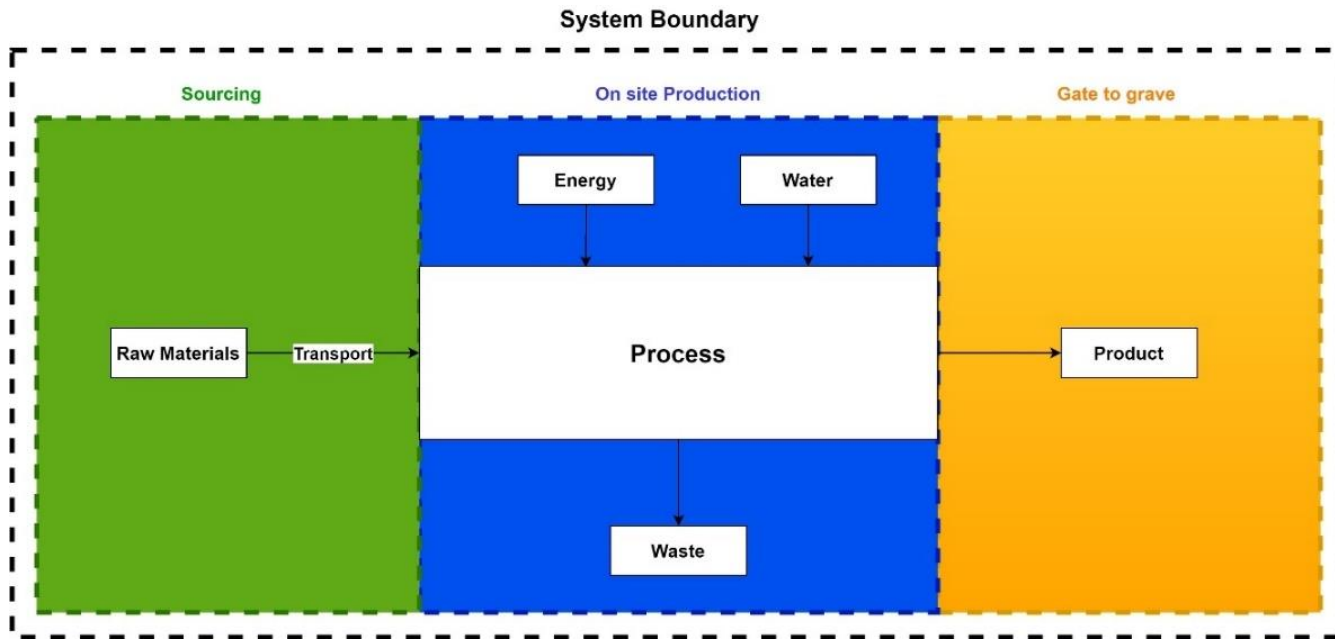 System Boundary
Sourcing
On site Production
Gate to grave
Energy
Water
Raw Materials
Transport
Process
Product
Waste